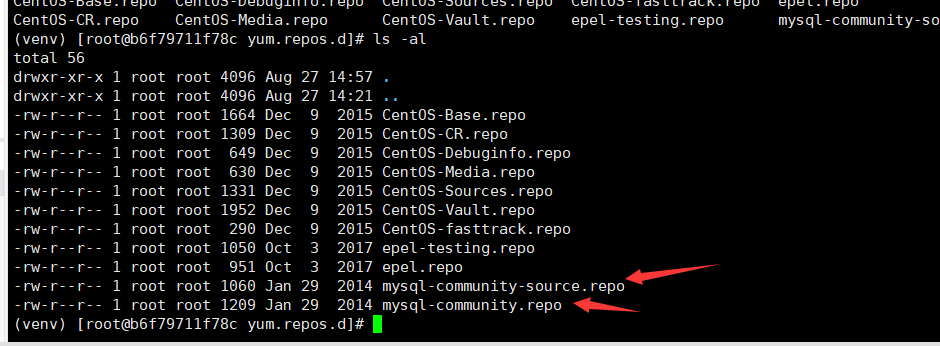 CentOS-Base.repo CentOS-Debuginfo.repo CentOS-Sources.repo CentOS-fasttrack.repo epel.repo
CentOS-CR.repo CentOS-Media.repo CentOS-Vault.repo epel-testing.repo mysql-community-so
(venv) [root@b6f79711f78c yum.repos.d]# ls -al
total 56
drwxr-xr-x 1 root root 4096 Aug 27 14:57 .
drwxr-xr-x 1 root root 4096 Aug 27 14:21 ..
-rw-r--r-- 1 root root 1664 Dec 9 2015 CentOS-Base.repo
-rw-r--r-- 1 root root 1309 Dec 9 2015 CentOS-CR.repo
-rw-r--r-- 1 root root 649 Dec 9 2015 CentOS-Debuginfo.repo
-rw-r--r-- 1 root root 630 Dec 9 2015 CentOS-Media.repo
-rw-r--r-- 1 root root 1331 Dec 9 2015 CentOS-Sources.repo
-rw-r--r-- 1 root root 1952 Dec 9 2015 CentOS-Vault.repo
-rw-r--r-- 1 root root 290 Dec 9 2015 CentOS-fasttrack.repo
-rw-r--r-- 1 root root 1050 Oct 3 2017 epel-testing.repo
-rw-r--r-- 1 root root 951 Oct 3 2017 epel.repo
-rw-r--r-- 1 root root 1060 Jan 29 2014 mysql-community-source.repo
-rw-r--r-- 1 root root 1209 Jan 29 2014 mysql-community.repo
(venv) [root@b6f79711f78c yum.repos.d]#